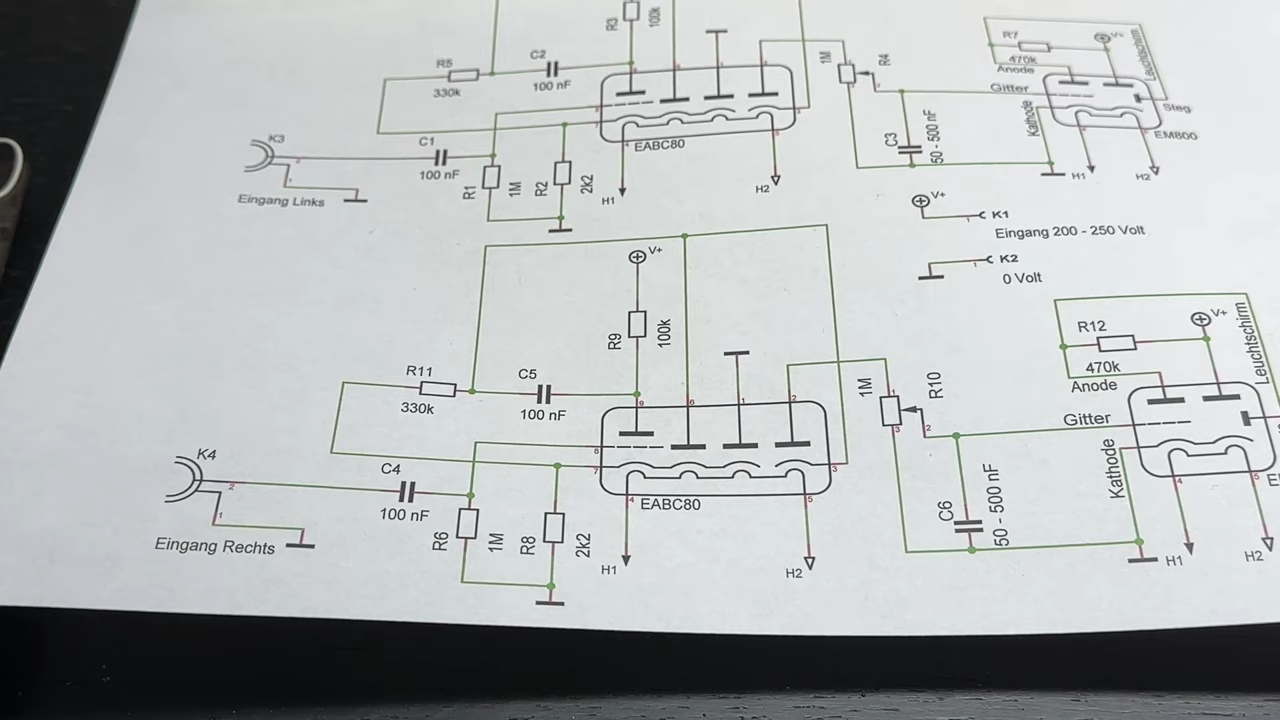 R3
100k
R5
330k
C2
100 nF
EABC80
1M
R4
R7
470k
V+
Leuchtschirm
Anode
Gitter
Kathode
Steg
EM800
H1
H2
C3
50 - 500 nF
K3
C1
100 nF
Eingang Links
R1
1M
R2
2k2
H1
H2
V+
K1
Eingang 200 - 250 Volt
K2
0 Volt
V+
R9
100k
R11
330k
C5
100 nF
EABC80
9
6
1
2
8
7
3
4
5
1M
R10
1
3
2
R12
470k
V+
Leuchtschirm
Anode
Gitter
Kathode
H1
H2
C6
50 - 500 nF
K4
2
1
C4
100 nF
Eingang Rechts
R6
1M
R8
2k2
H1
H2